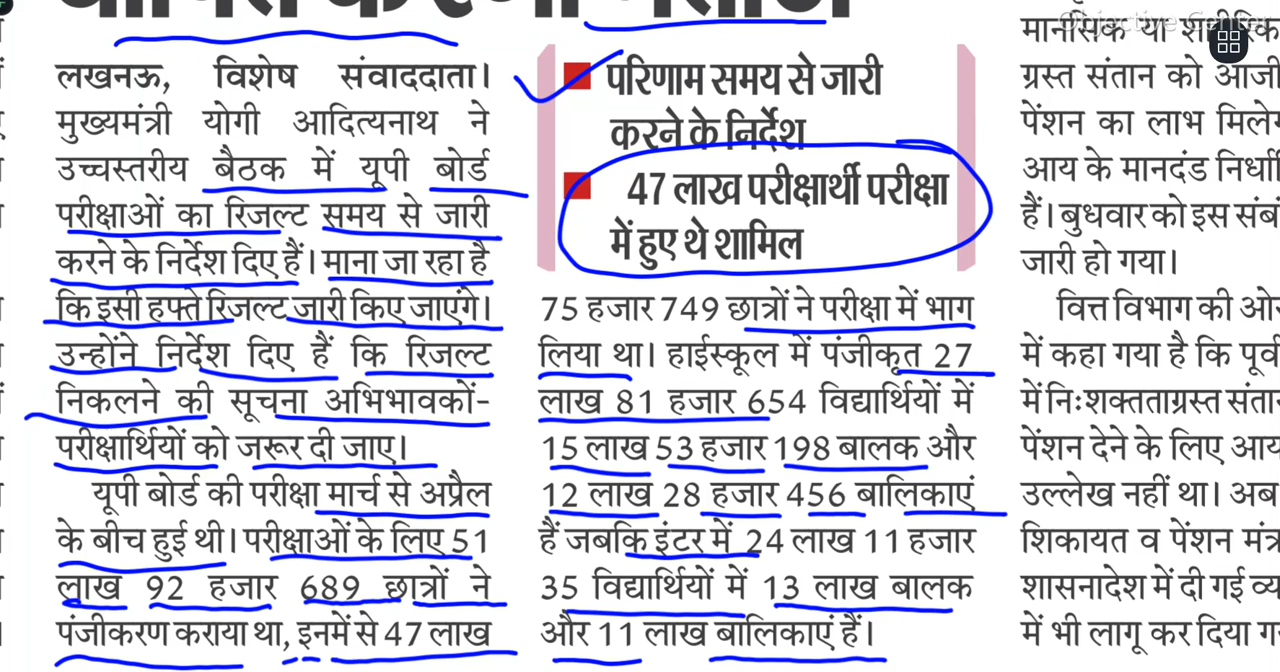 Objective Center
लखनऊ, विशेष संवाददाता।
मुख्यमंत्री योगी आदित्यनाथ ने
उच्चस्तरीय बैठक में यूपी बोर्ड
परीक्षाओं का रिजल्ट समय से जारी
करने के निर्देश दिए हैं। माना जा रहा है
कि इसी हफ्ते रिजल्ट जारी किए जाएंगे।
उन्होंने निर्देश दिए हैं कि रिजल्ट
निकलने की सूचना अभिभावकों-
परीक्षार्थियों को जरूर दी जाए।
यूपी बोर्ड की परीक्षा मार्च से अप्रैल
के बीच हुई थी। परीक्षाओं के लिए 51
लाख 92 हजार 689 छात्रों ने
पंजीकरण कराया था, इनमें से 47 लाख
परिणाम समय से जारी
करने के निर्देश
47 लाख परीक्षार्थी परीक्षा
में हुए थे शामिल
75 हजार 749 छात्रों ने परीक्षा में भाग
लिया था। हाईस्कूल में पंजीकृत 27
लाख 81 हजार 654 विद्यार्थियों में
15 लाख 53 हजार 198 बालक और
12 लाख 28 हजार 456 बालिकाएं
हैं जबकि इंटर में 24 लाख 11 हजार
35 विद्यार्थियों में 13 लाख बालक
और 11 लाख बालिकाएं हैं।
मानसिक या शारीरिक
ग्रस्त संतान को
पेंशन का लाभ
आय के मानदंड
हैं। बुधवार को इस
जारी हो गया।
वित्त विभाग की
में कहा गया है कि
में निःशक्तताग्रस्त
पेंशन देने के लिए
उल्लेख नहीं था। अब
शिकायत व पेंशन
शासनादेश में दी गई
में भी लागू कर दिया